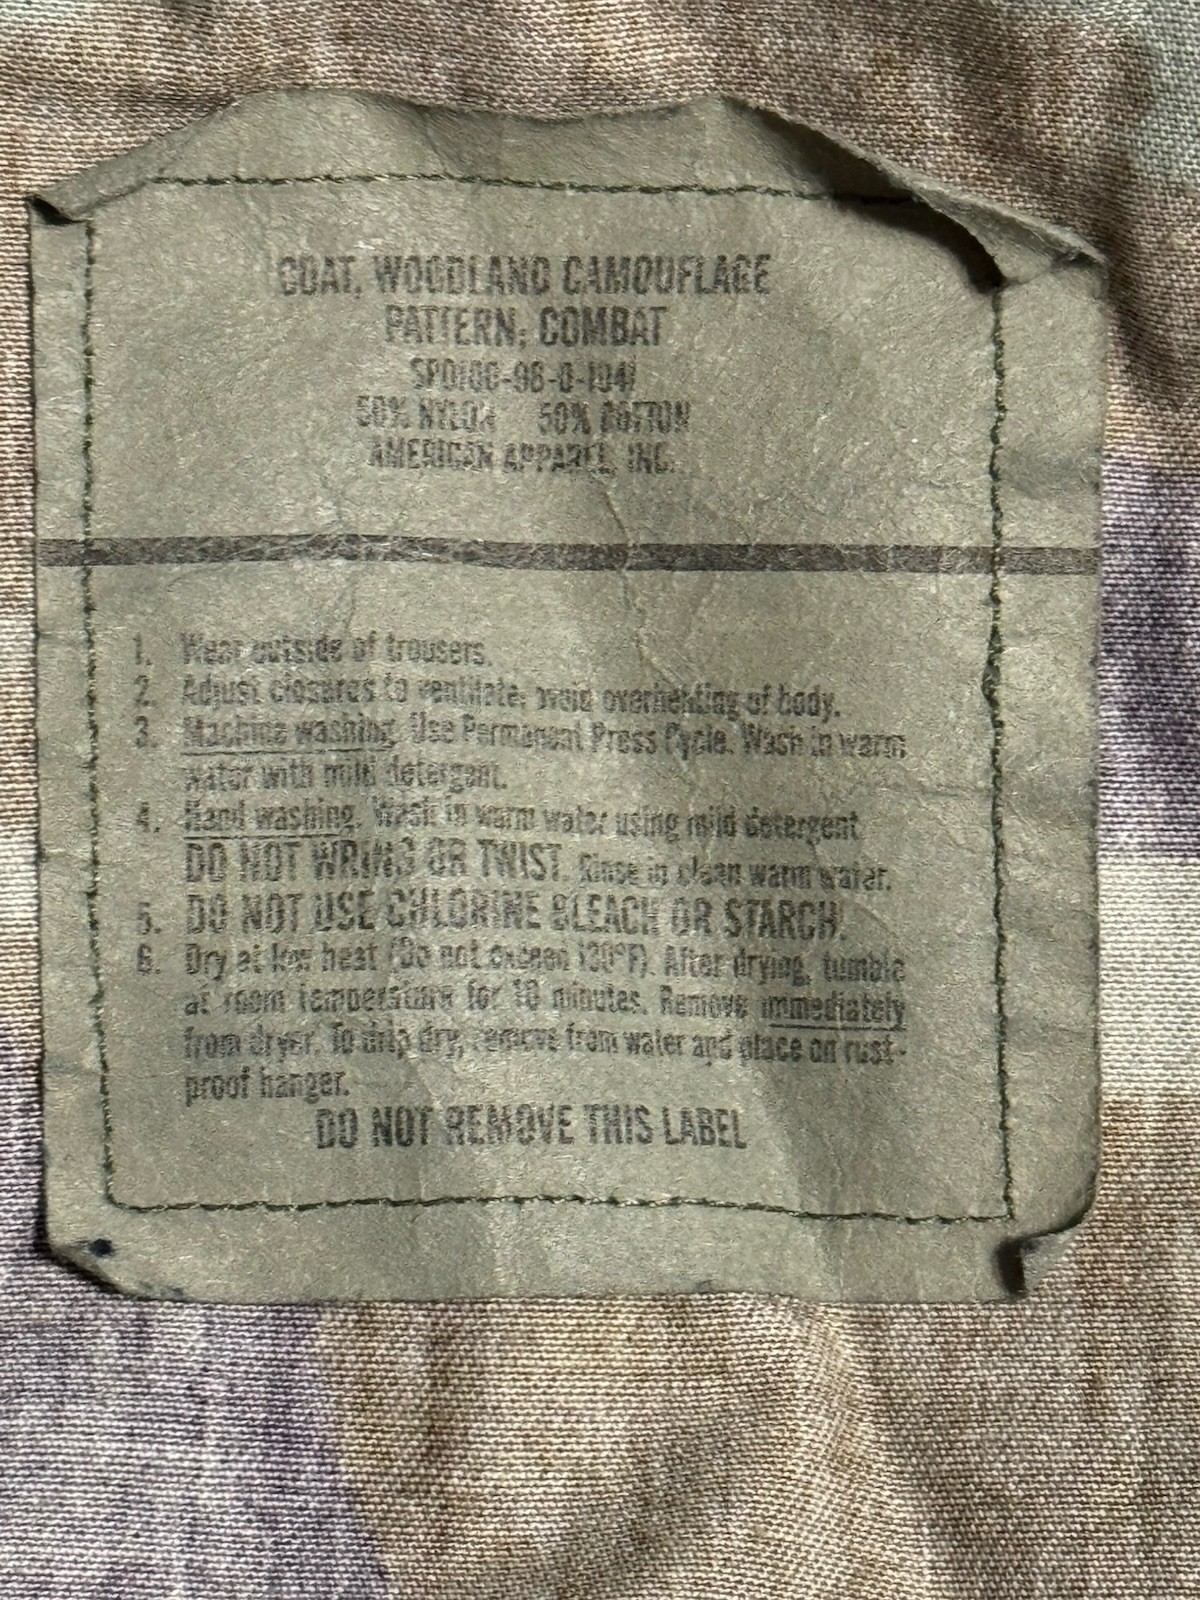 COAT, WOODLAND CAMOUFLAGE
PATTERN: COMBAT
SPO100-98-D-1041
50% NYLON 50% COTTON
AMERICAN APPAREL, INC.
1. Wear outside of trousers.
2. Adjust closures to ventilate; avoid overheating of body.
3. Machine washing. Use Permanent Press Cycle. Wash in warm
water with mild detergent.
4. Hand washing. Wash in warm water using mild detergent
DO NOT WRING OR TWIST. Rinse in clean warm water.
5. DO NOT USE CHLORINE BLEACH OR STARCH.
6. Dry at low heat (Do not exceed 130°F). After drying, tumble
at room temperature for 10 minutes. Remove immediately
from dryer. To drip dry, remove from water and place on rust-
proof hanger.
DO NOT REMOVE THIS LABEL